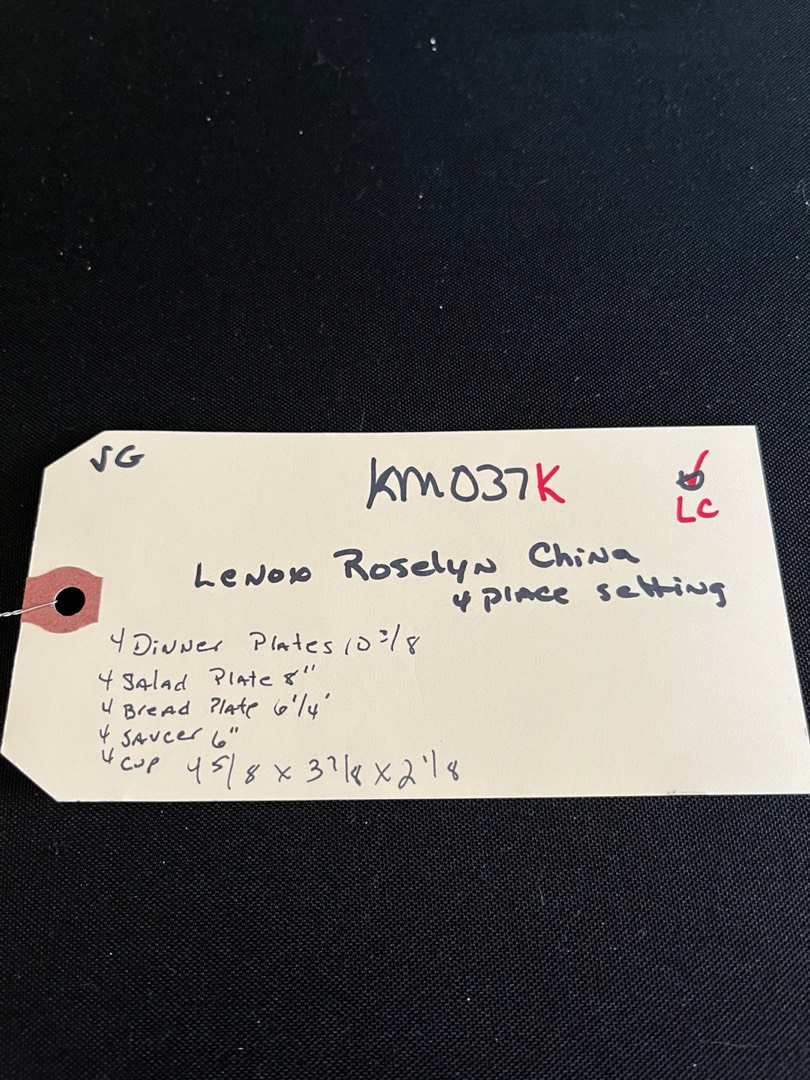 VG
KM037K
LC
Lenox Roselyn China
4 place setting
4 Dinner Plates 10 3/8
4 Salad Plate 8"
4 Bread Plate 6 1/4"
4 Saucer 6"
4 Cup 4 5/8 x 3 7/8 x 2 1/8